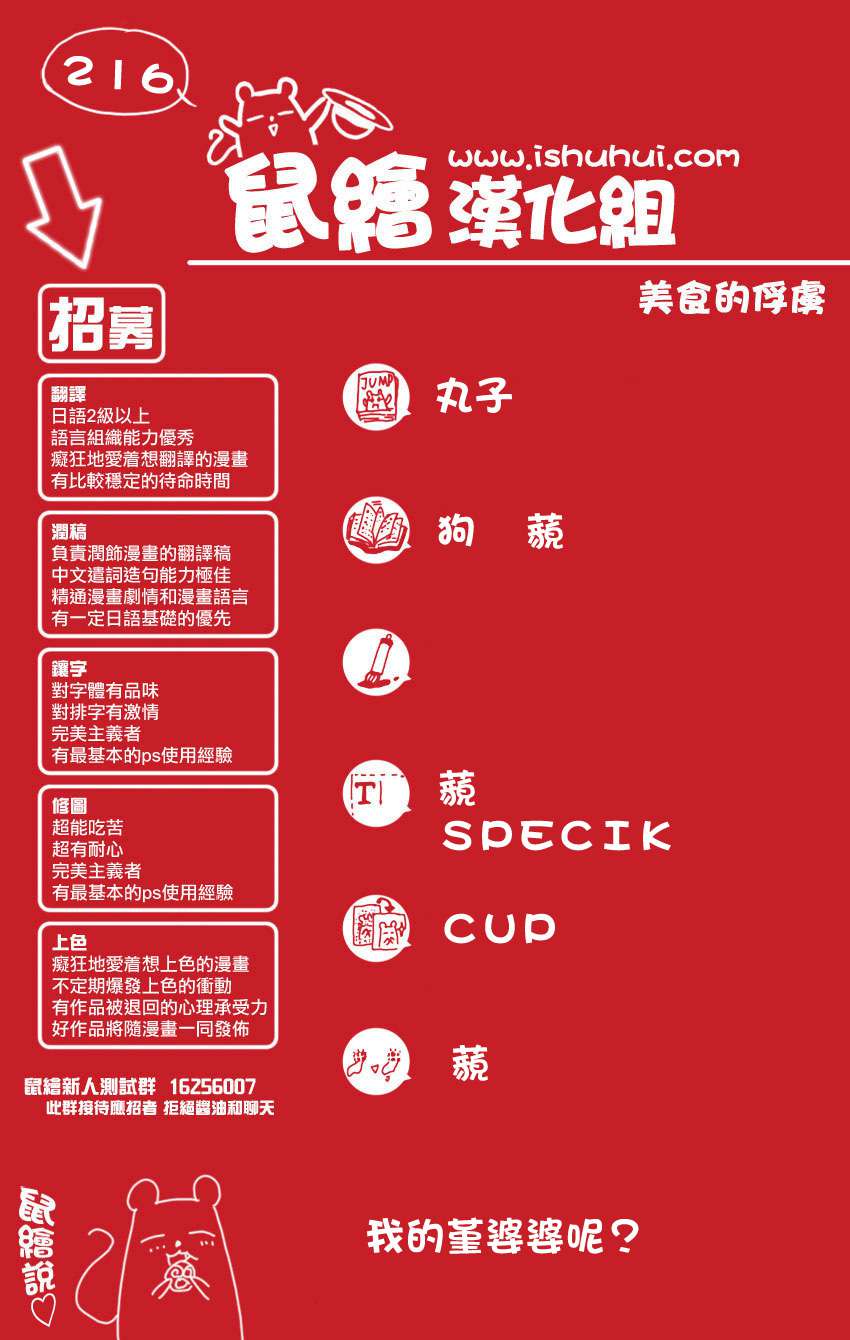 216
www.ishuhui.com
鼠繪漢化組
美食的俘虜
招募
翻譯
日語2級以上
語言組織能力優秀
癡狂地愛着想翻譯的漫畫
有比較穩定的待命時間
潤稿
負責潤飾漫畫的翻譯稿
中文遣詞造句能力極佳
精通漫畫劇情和漫畫語言
有一定日語基礎的優先
鑲字
對字體有品味
對排字有激情
完美主義者
有最基本的ps使用經驗
修圖
超能吃苦
超有耐心
完美主義者
有最基本的ps使用經驗
上色
癡狂地愛着想上色的漫畫
不定期爆發上色的衝動
有作品被退回的心理承受力
好作品將隨漫畫一同發佈
鼠繪新人測試群 16256007
此群接待應招者 拒絕醬油和聊天
JUMP
丸子
狗 藐
T
藐
SPECIK
CUP
藐
鼠繪說♡
我的堇婆婆呢?